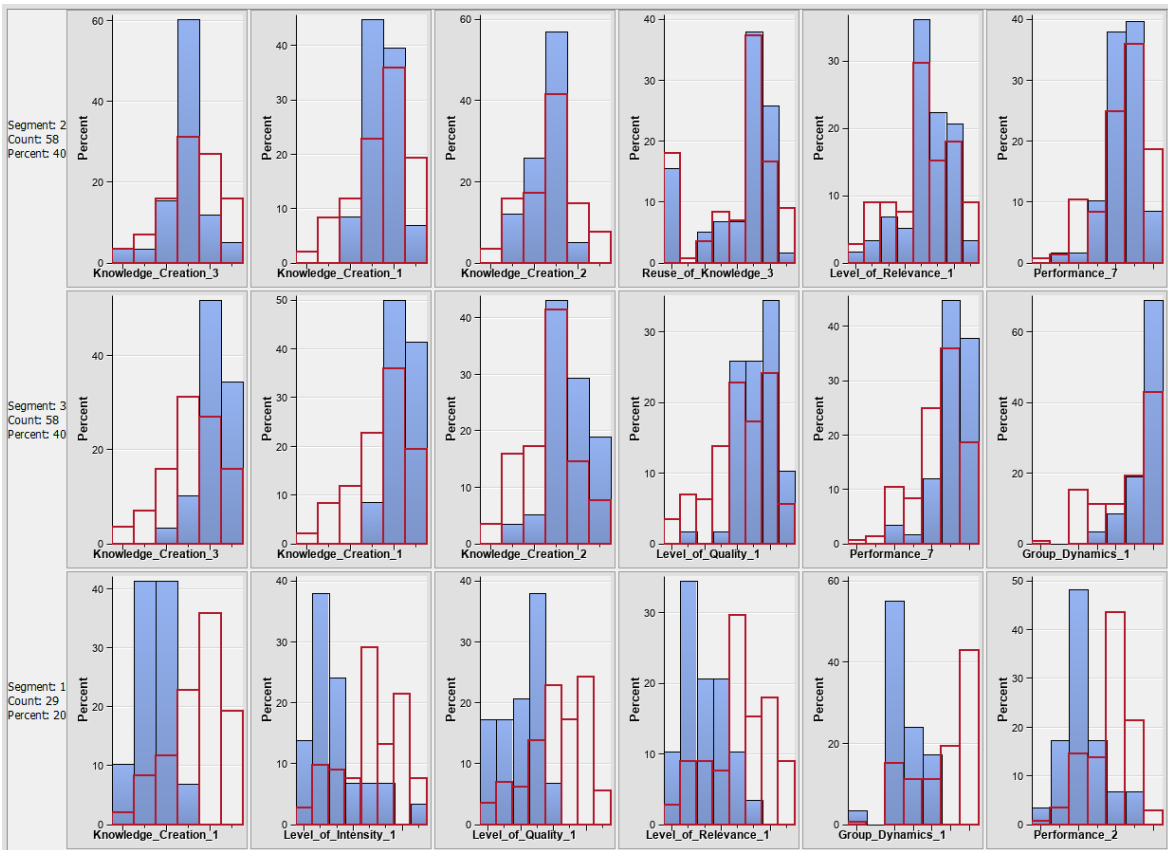 Segment: 2
Count: 58
Percent: 40
Percent
60
40
20
0
Knowledge_Creation_3
Percent
40
30
20
10
0
Knowledge_Creation_1
Percent
60
40
20
0
Knowledge_Creation_2
Percent
40
30
20
10
0
Reuse_of_Knowledge_3
Percent
30
20
10
0
Level_of_Relevance_1
Percent
40
30
20
10
0
Performance_7
Segment: 3
Count: 58
Percent: 40
Percent
40
20
0
Knowledge_Creation_3
Percent
50
40
30
20
10
0
Knowledge_Creation_1
Percent
40
30
20
10
0
Knowledge_Creation_2
Percent
30
20
10
0
Level_of_Quality_1
Percent
40
30
20
10
0
Performance_7
Percent
60
40
20
0
Group_Dynamics_1
Segment: 1
Count: 29
Percent: 20
Percent
40
30
20
10
0
Knowledge_Creation_1
Percent
40
30
20
10
0
Level_of_Intensity_1
Percent
40
30
20
10
0
Level_of_Quality_1
Percent
30
20
10
0
Level_of_Relevance_1
Percent
60
40
20
0
Group_Dynamics_1
Percent
50
40
30
20
10
0
Performance_2